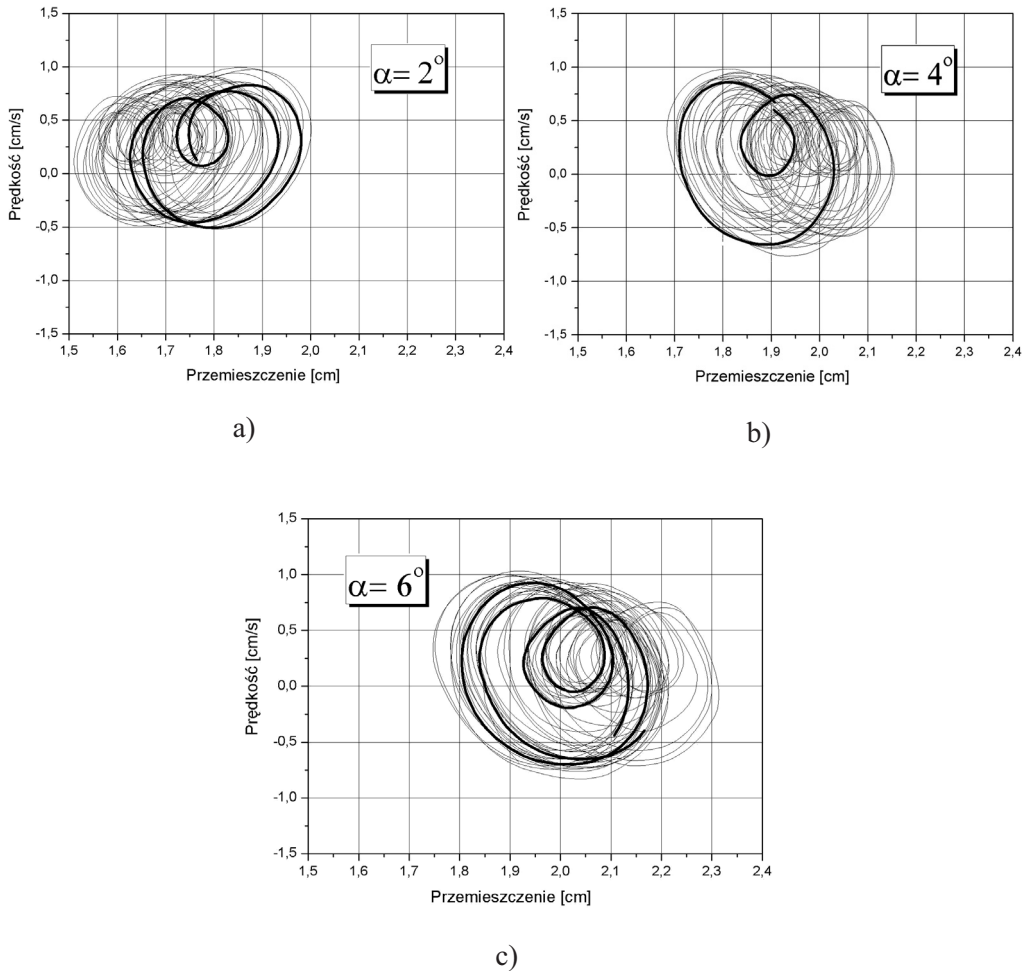 1,5
1,0
0,5
0,0
-0,5
-1,0
-1,5
Prędkość [cm/s]
α= 2°
1,5 1,6 1,7 1,8 1,9 2,0 2,1 2,2 2,3 2,4
Przemieszczenie [cm]
a)
1,5
1,0
0,5
0,0
-0,5
-1,0
-1,5
Prędkość [cm/s]
α= 4°
1,5 1,6 1,7 1,8 1,9 2,0 2,1 2,2 2,3 2,4
Przemieszczenie [cm]
b)
1,5
1,0
0,5
0,0
-0,5
-1,0
-1,5
Prędkość [cm/s]
α= 6°
1,5 1,6 1,7 1,8 1,9 2,0 2,1 2,2 2,3 2,4
Przemieszczenie [cm]
c)